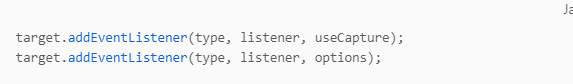 Ja
target.addEventListener(type, listener, useCapture);
target.addEventListener(type, listener, options);